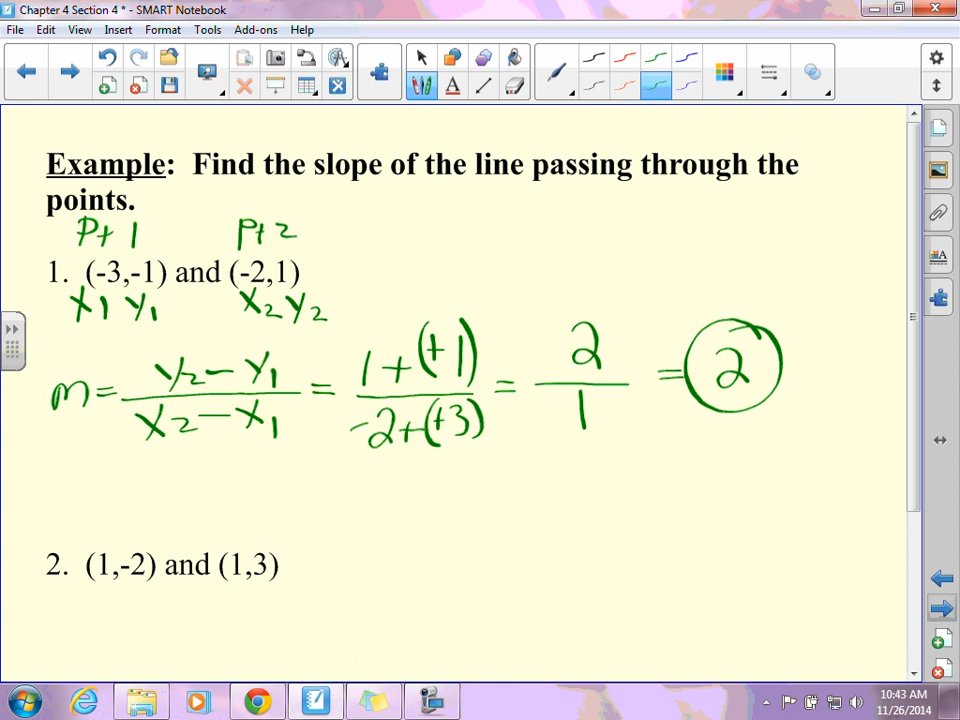 Chapter 4 Section 4 * - SMART Notebook
File Edit View Insert Format Tools Add-ons Help
Example: Find the slope of the line passing through the
points.
Pt 1 Pt 2
1. (-3,-1) and (-2,1)
X1 Y1 X2 Y2
m = Y2 - Y1 / X2 - X1 = 1 + (+1) / -2 + (+3) = 2 / 1 = 2
2. (1,-2) and (1,3)
10:43 AM
11/26/2014